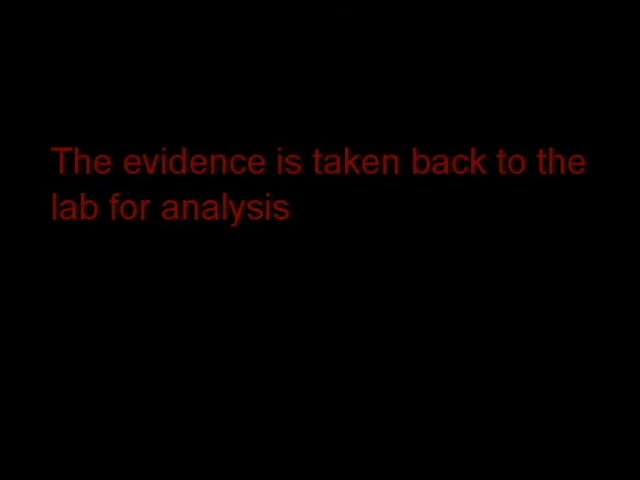 The evidence is taken back to the
lab for analysis